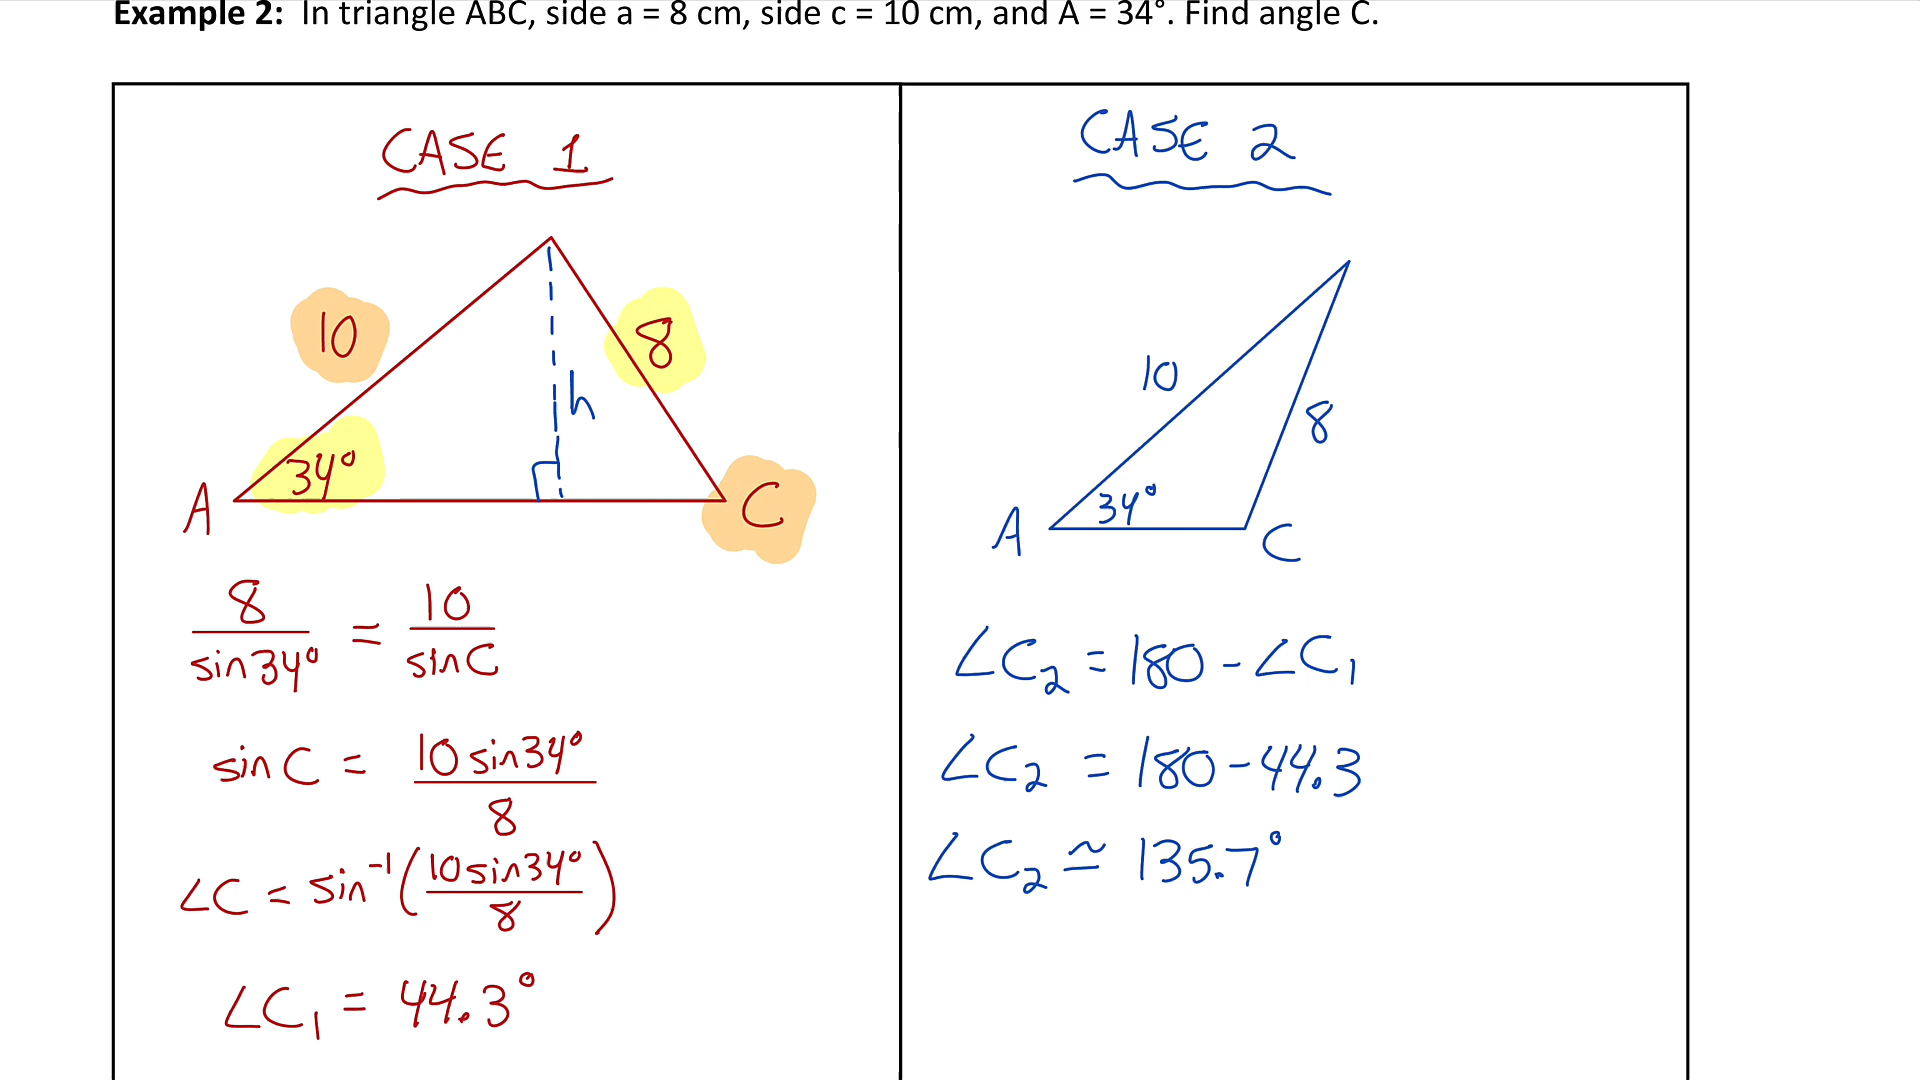 Example 2: In triangle ABC, side a = 8 cm, side c = 10 cm, and A = 34°. Find angle C.
CASE 1
10
8
h
34°
A
C
8/sin34° = 10/sinC
sinC = 10sin34°/8
∠C = sin⁻¹(10sin34°/8)
∠C₁ = 44.3°
CASE 2
10
8
34°
A
C
∠C₂ = 180 - ∠C₁
∠C₂ = 180 - 44.3
∠C₂ ≃ 135.7°